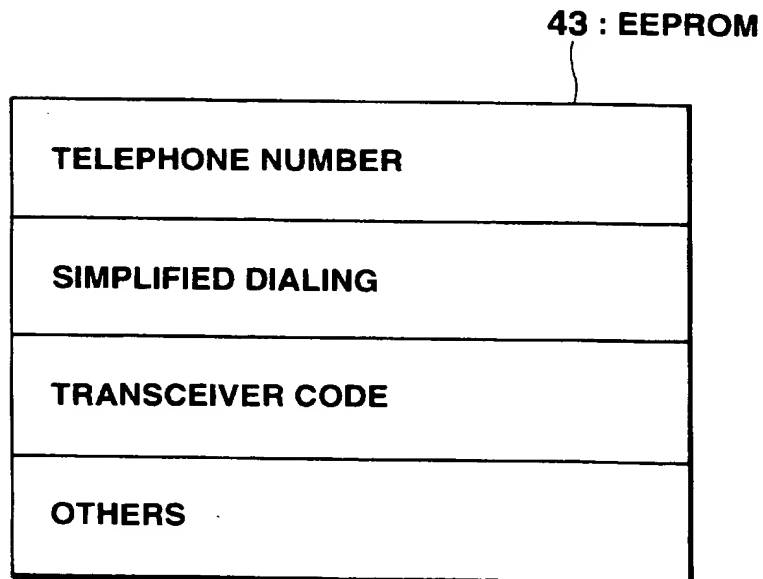 43 : EEPROM
TELEPHONE NUMBER
SIMPLIFIED DIALING
TRANSCEIVER CODE
OTHERS